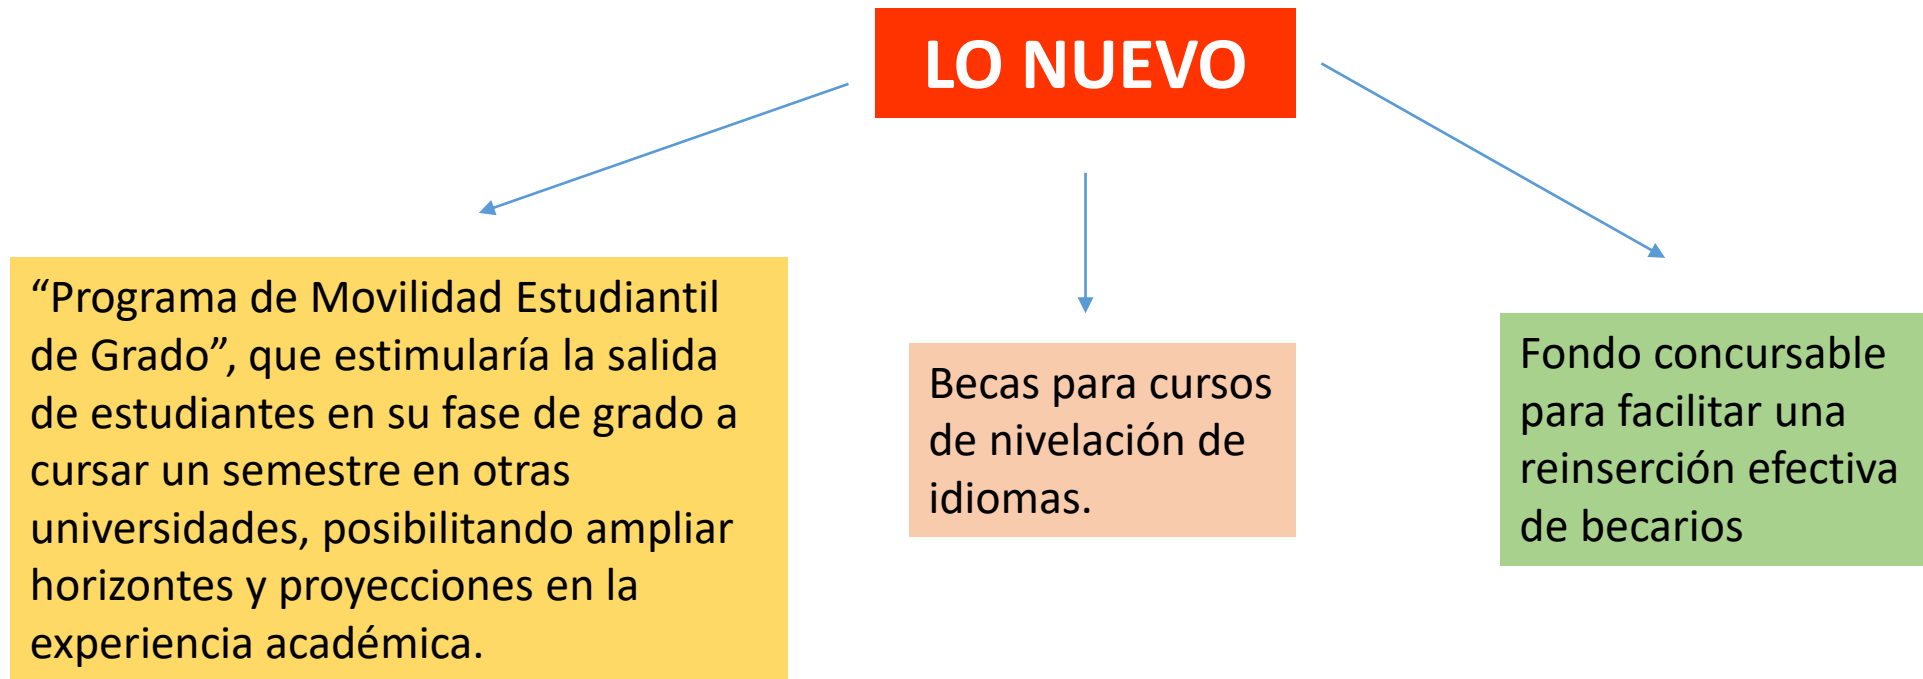 LO NUEVO
“Programa de Movilidad Estudiantil
de Grado”, que estimularía la salida
de estudiantes en su fase de grado a
cursar un semestre en otras
universidades, posibilitando ampliar
horizontes y proyecciones en la
experiencia académica.
Becas para cursos
de nivelación de
idiomas.
Fondo concursable
para facilitar una
reinserción efectiva
de becarios